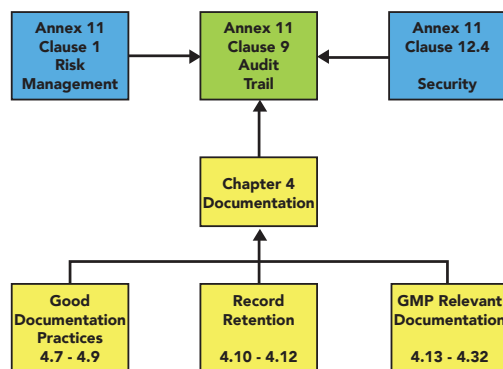 Annex 11
Clause 1
Risk
Management
Annex 11
Clause 9
Audit
Trail
Annex 11
Clause 12.4
Security
Chapter 4
Documentation
Good
Documentation
Practices
4.7 - 4.9
Record
Retention
4.10 - 4.12
GMP Relevant
Documentation
4.13 - 4.32